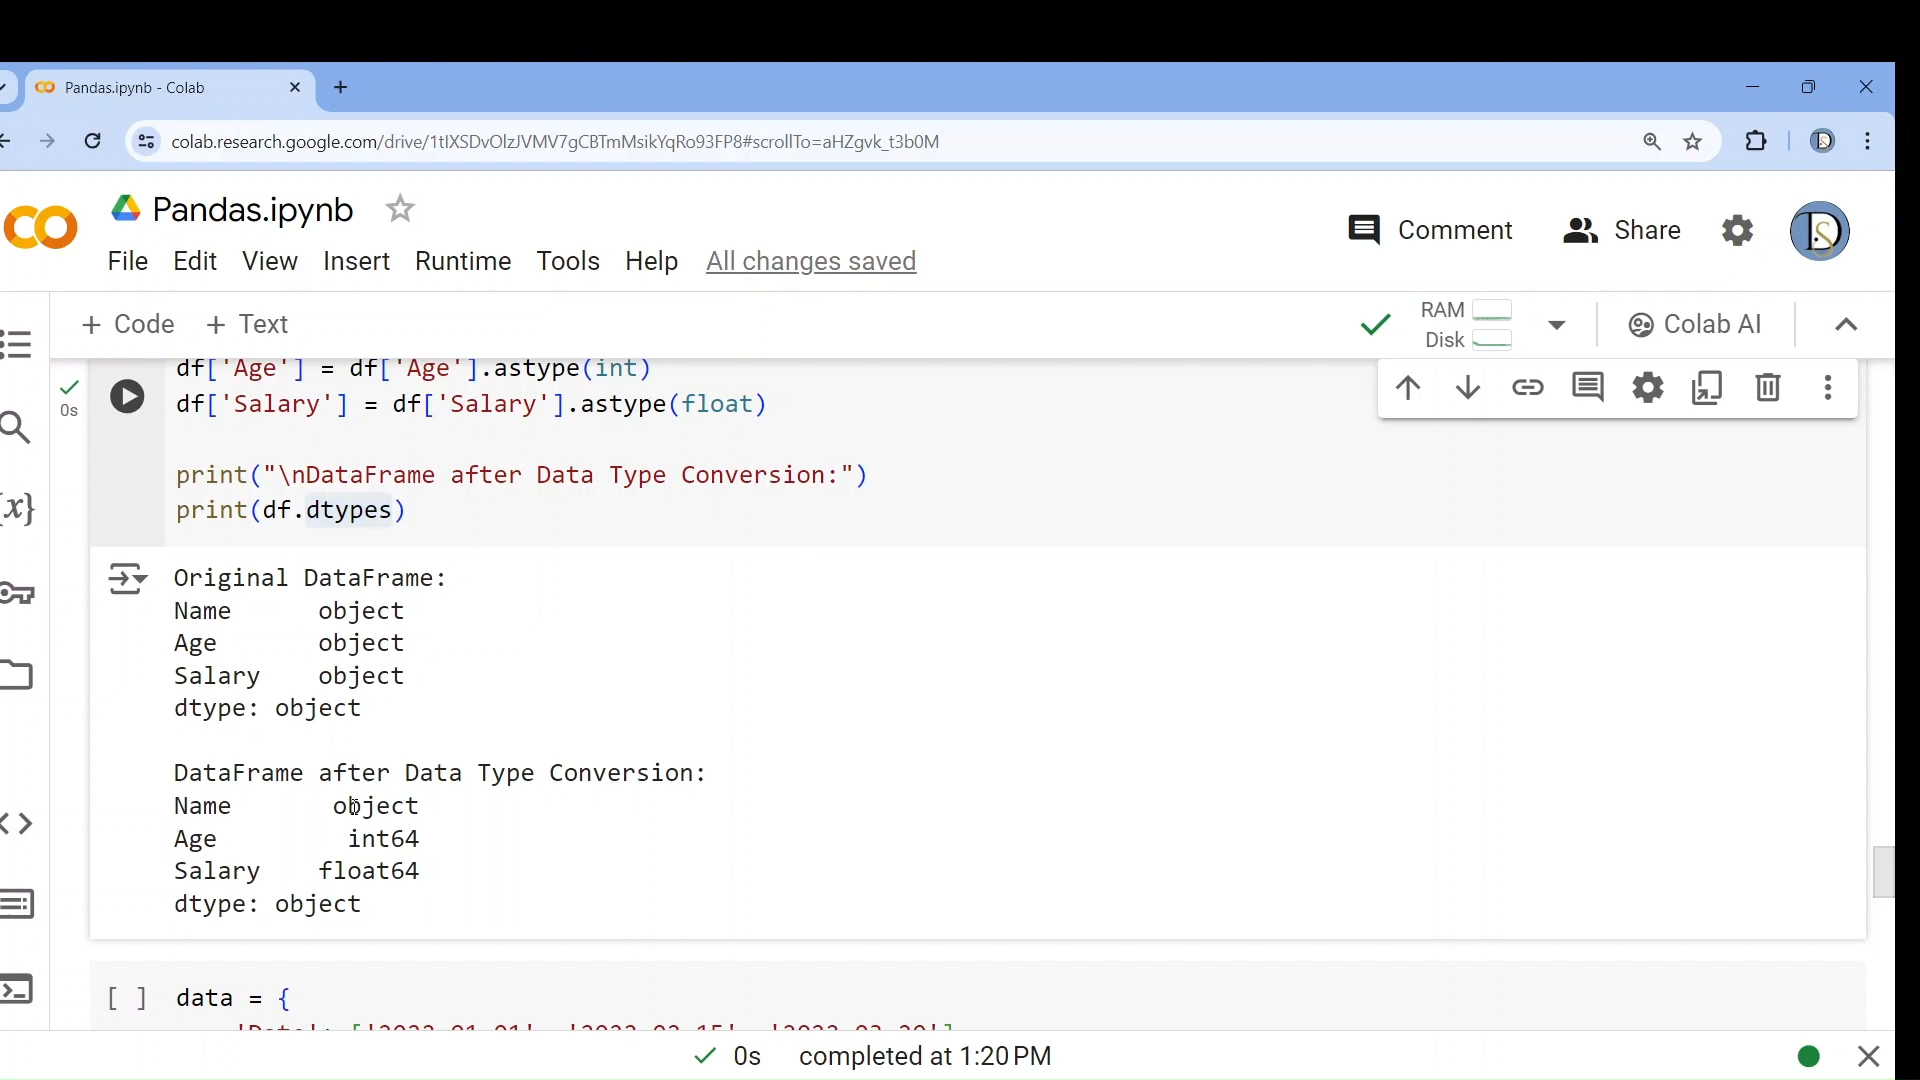 Pandas.ipynb - Colab
colab.research.google.com/drive/1tIXSDvOlzJVMV7gCBTmMsikYqRo93FP8#scrollTo=aHZgvk_t3b0M
Pandas.ipynb
File Edit View Insert Runtime Tools Help All changes saved
Comment Share
+ Code + Text
RAM
Disk
Colab AI
df['Age'] = df['Age'].astype(int)
0s
df['Salary'] = df['Salary'].astype(float)
print("\nDataFrame after Data Type Conversion:")
{x}
print(df.dtypes)
Original DataFrame:
Name object
Age object
Salary object
dtype: object
DataFrame after Data Type Conversion:
Name object
Age int64
Salary float64
dtype: object
[ ] data = {
0s completed at 1:20 PM